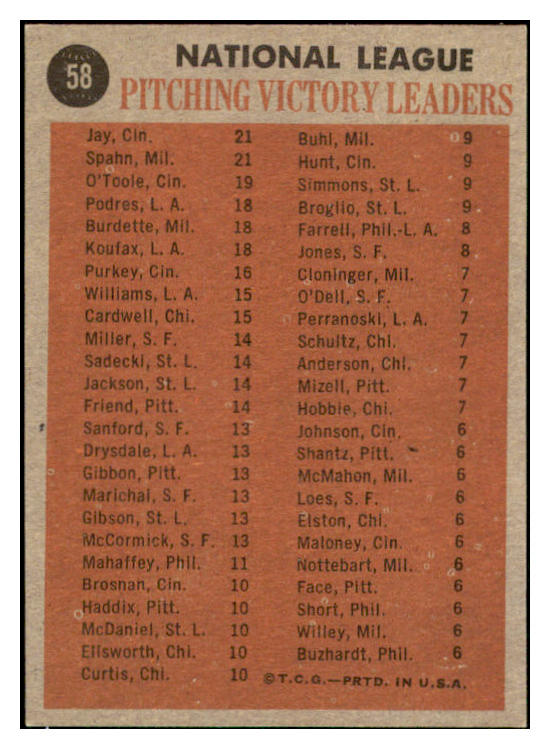 58
NATIONAL LEAGUE
PITCHING VICTORY LEADERS
Jay, Cin. 21
Spahn, Mil. 21
O'Toole, Cin. 19
Podres, L. A. 18
Burdette, Mil. 18
Koufax, L. A. 18
Purkey, Cin. 16
Williams, L. A. 15
Cardwell, Chi. 15
Miller, S. F. 14
Sadecki, St. L. 14
Jackson, St. L. 14
Friend, Pitt. 14
Sanford, S. F. 13
Drysdale, L. A. 13
Gibbon, Pitt. 13
Marichal, S. F. 13
Gibson, St. L. 13
McCormick, S. F. 13
Mahaffey, Phil. 11
Brosnan, Cin. 10
Haddix, Pitt. 10
McDaniel, St. L. 10
Ellsworth, Chi. 10
Curtis, Chi. 10
Buhl, Mil. 9
Hunt, Cin. 9
Simmons, St. L. 9
Broglio, St. L. 9
Farrell, Phil.-L. A. 8
Jones, S. F. 8
Cloninger, Mil. 7
O'Dell, S. F. 7
Perranoski, L. A. 7
Schultz, Chi. 7
Anderson, Chi. 7
Mizell, Pitt. 7
Hobbie, Chi. 7
Johnson, Cin. 6
Shantz, Pitt. 6
McMahon, Mil. 6
Loes, S. F. 6
Elston, Chi. 6
Maloney, Cin. 6
Nottebart, Mil. 6
Face, Pitt. 6
Short, Phil. 6
Willey, Mil. 6
Buzhardt, Phil. 6
©T.C.G.—PRTD. IN U.S.A.